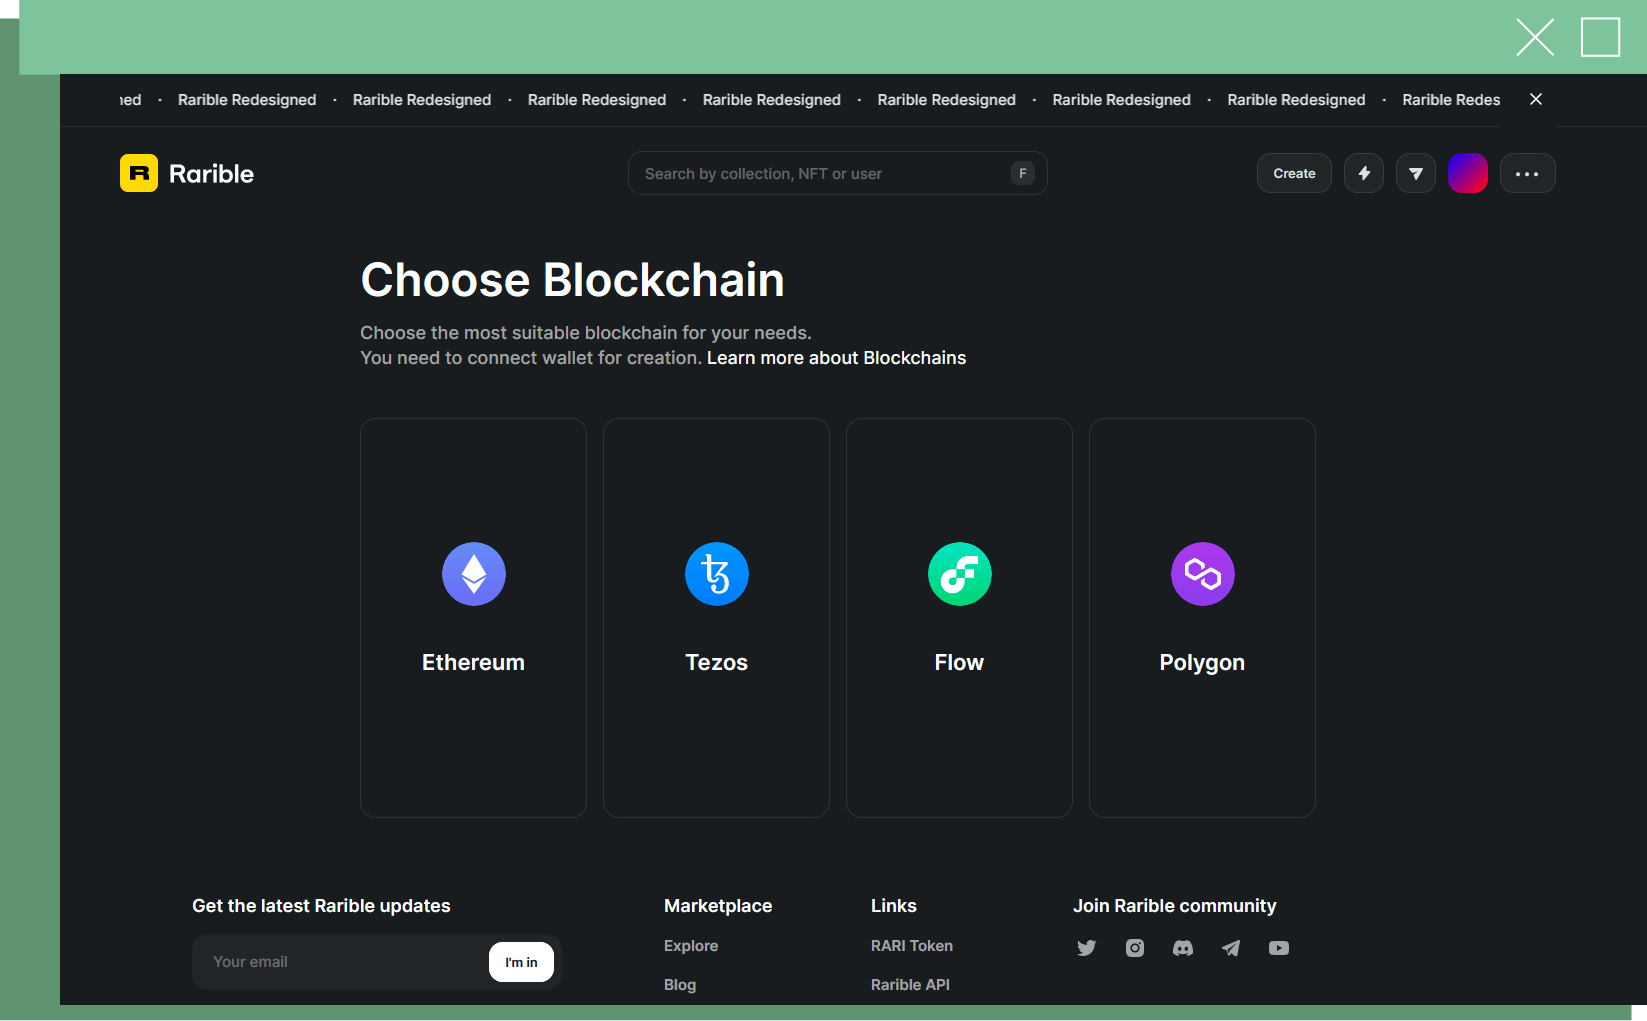 ned · Rarible Redesigned · Rarible Redesigned · Rarible Redesigned · Rarible Redesigned · Rarible Redesigned · Rarible Redesigned · Rarible Redesigned · Rarible Redes
R Rarible
Search by collection, NFT or user F
Create
Choose Blockchain
Choose the most suitable blockchain for your needs.
You need to connect wallet for creation. Learn more about Blockchains
Ethereum
Tezos
Flow
Polygon
Get the latest Rarible updates
Your email
I'm in
Marketplace
Explore
Blog
Links
RARI Token
Rarible API
Join Rarible community